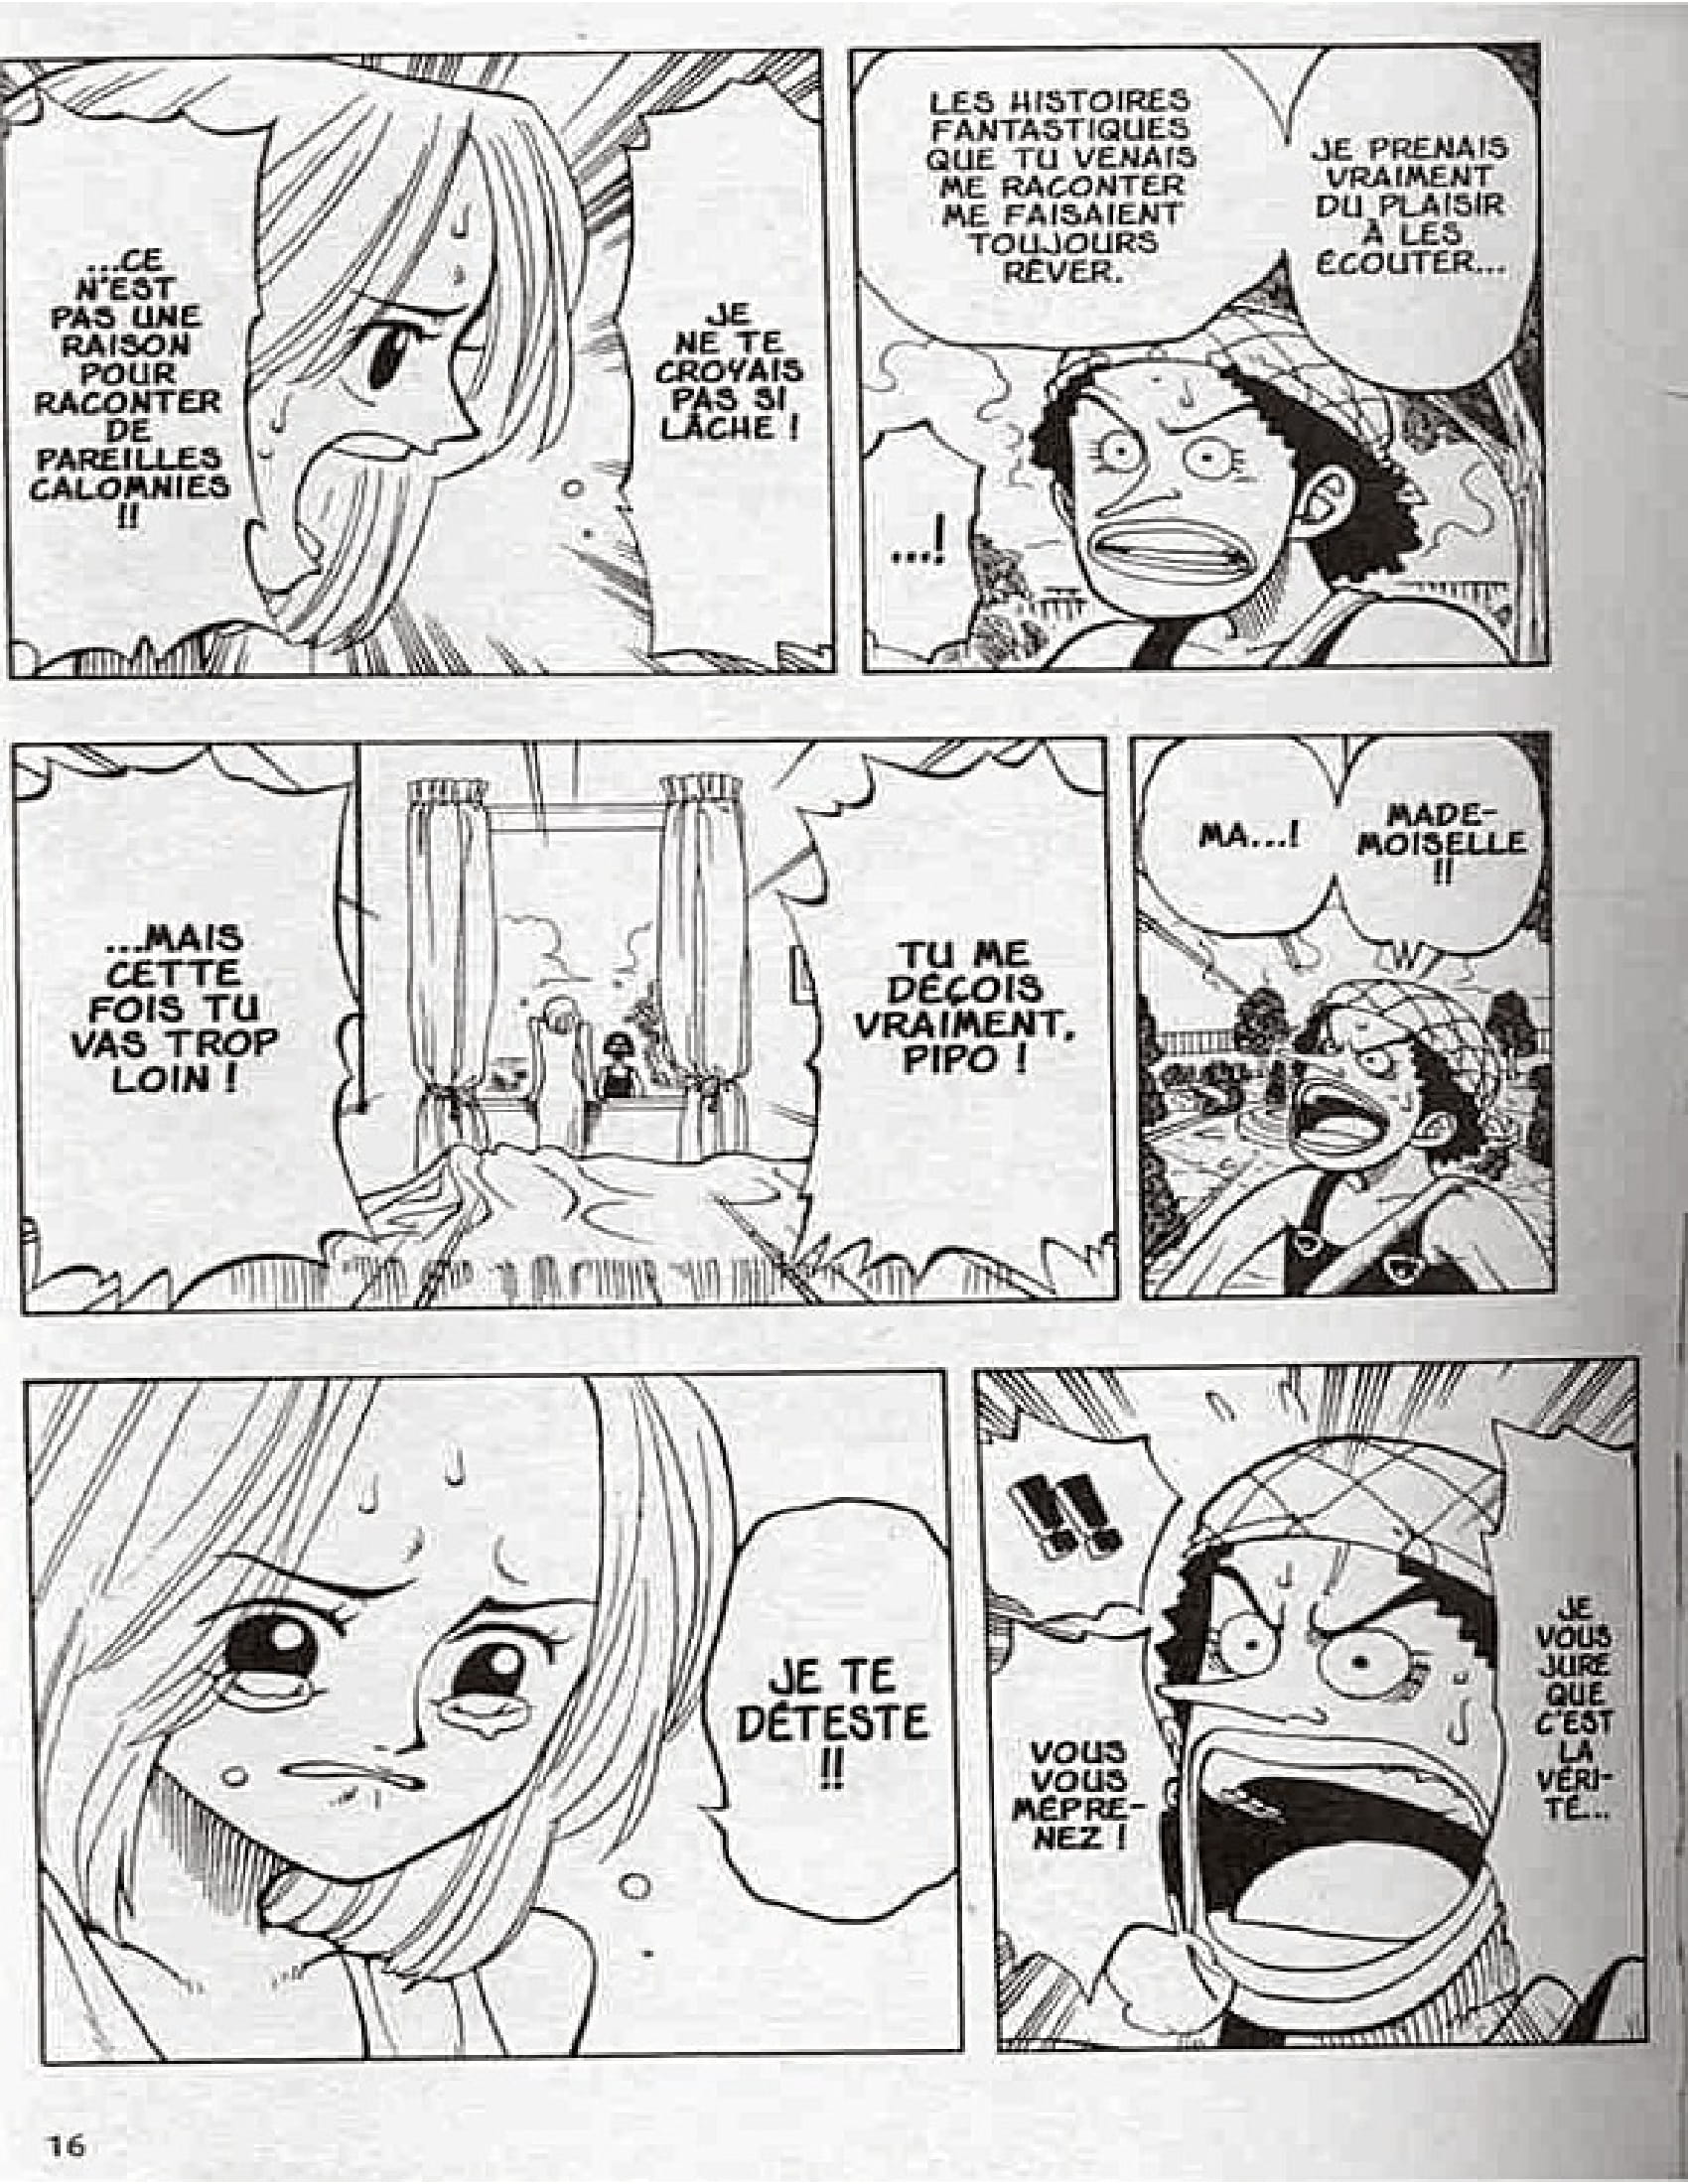 JE PRENAIS
VRAIMENT
DU PLAISIR
À LES
ÉCOUTER...
LES HISTOIRES
FANTASTIQUES
QUE TU VENAIS
ME RACONTER
ME FAISAIENT
TOUJOURS
RÊVER.
...!
JE
NE TE
CROYAIS
PAS SI
LÂCHE !
...CE
N'EST
PAS UNE
RAISON
POUR
RACONTER
DE
PAREILLES
CALOMNIES
!!
MADE-
MOISELLE
!!
MA...!
TU ME
DÉÇOIS
VRAIMENT,
PIPO !
...MAIS
CETTE
FOIS TU
VAS TROP
LOIN !
JE
VOUS
JURE
QUE
C'EST
LA
VÉRI-
TÉ...
!!
VOUS
VOUS
MÉPRE-
NEZ !
JE TE
DÉTESTE
!!
16